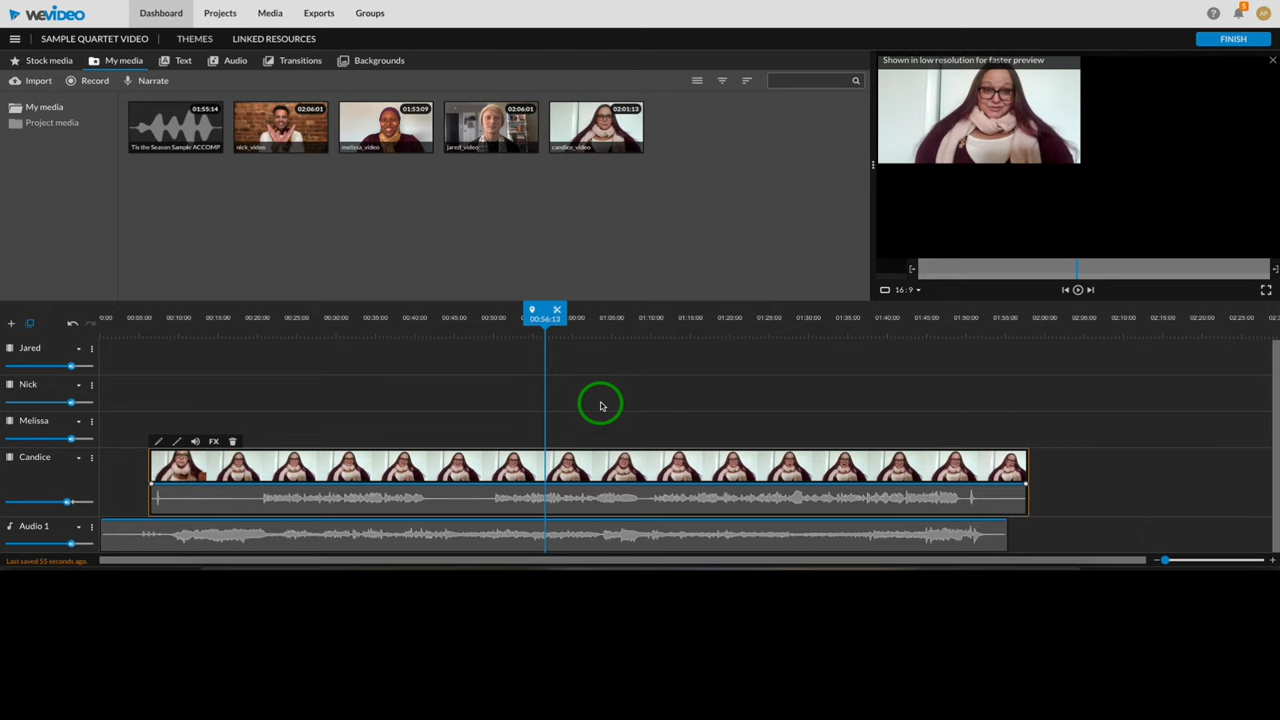 wevideo Dashboard Projects Media Exports Groups ? 5 AP
SAMPLE QUARTET VIDEO THEMES LINKED RESOURCES FINISH
Stock media My media Text Audio Transitions Backgrounds
Shown in low resolution for faster preview
Import Record Narrate
My media
Project media
01:55:14 02:06:01 01:53:09 02:06:01 02:01:13
Tis the Season Sample ACCOMP nick_video melissa_video jared_video candice_video
16:9
00:56:13
0:00 00:05:00 00:10:00 00:15:00 00:20:00 00:25:00 00:30:00 00:35:00 00:40:00 00:45:00 00:50:00 00:00 01:05:00 01:10:00 01:15:00 01:20:00 01:25:00 01:30:00 01:35:00 01:40:00 01:45:00 01:50:00 01:55:00 02:00:00 02:05:00 02:10:00 02:15:00 02:20:00 02:25:00 02:3
Jared
Nick
Melissa
FX
Candice
Audio 1
Last saved 55 seconds ago.